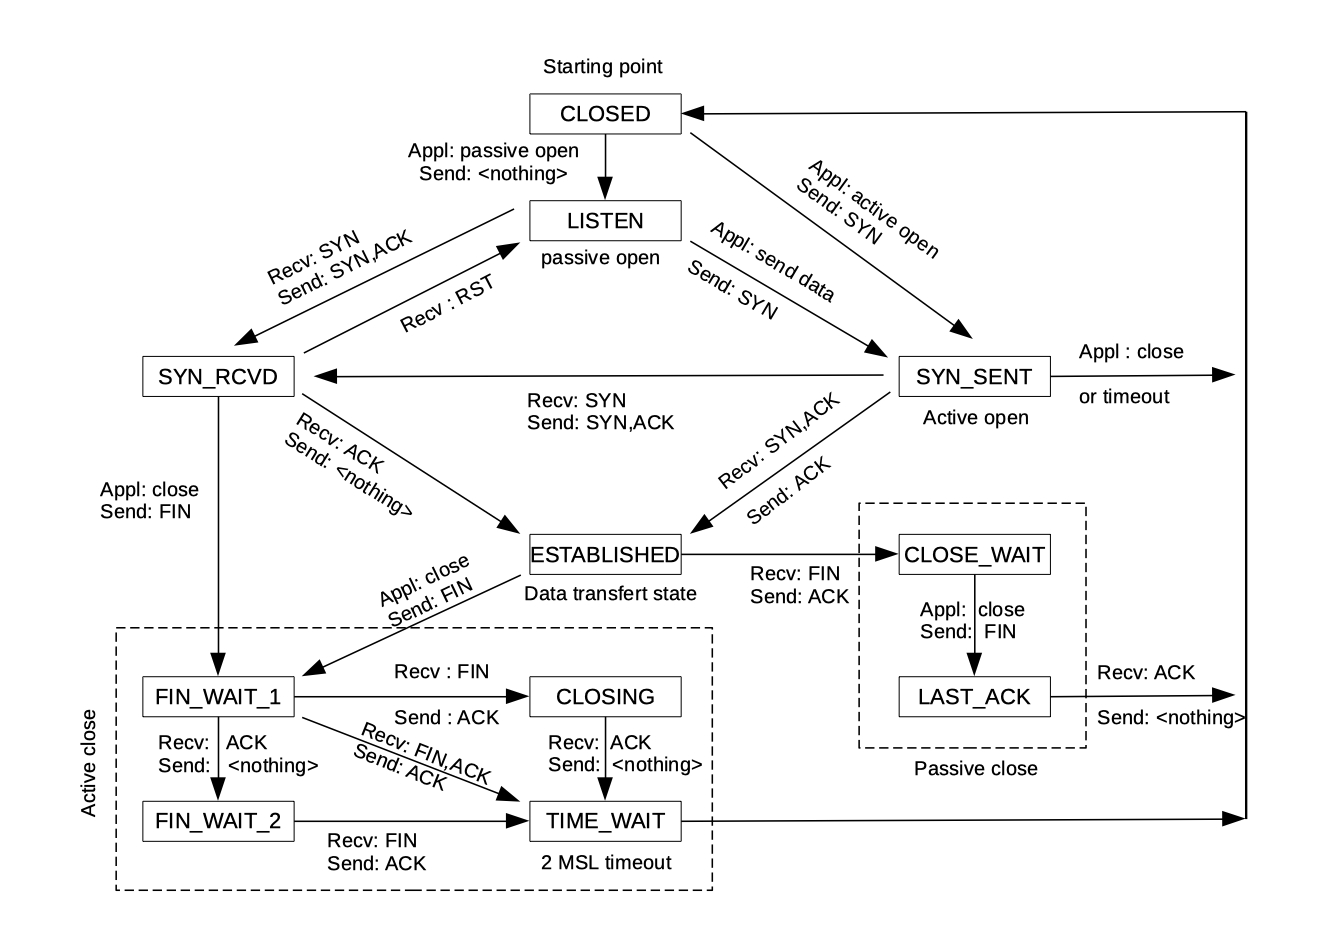 Starting point
CLOSED
Appl: passive open
Send: <nothing>
Appl: active open
Send: SYN
LISTEN
passive open
Recv: SYN
Send: SYN,ACK
Recv : RST
Appl: send data
Send: SYN
SYN_RCVD
SYN_SENT
Active open
Appl : close
or timeout
Recv: SYN
Send: SYN,ACK
Recv: ACK
Send: <nothing>
Recv: SYN,ACK
Send: ACK
Appl: close
Send: FIN
ESTABLISHED
Data transfert state
Recv: FIN
Send: ACK
CLOSE_WAIT
Appl: close
Send: FIN
Appl: close
Send: FIN
LAST_ACK
Recv: ACK
Send: <nothing>
Passive close
Active close
FIN_WAIT_1
Recv : FIN
Send : ACK
CLOSING
Recv: ACK
Send: <nothing>
Recv: FIN,ACK
Send: ACK
Recv: ACK
Send: <nothing>
FIN_WAIT_2
Recv: FIN
Send: ACK
TIME_WAIT
2 MSL timeout